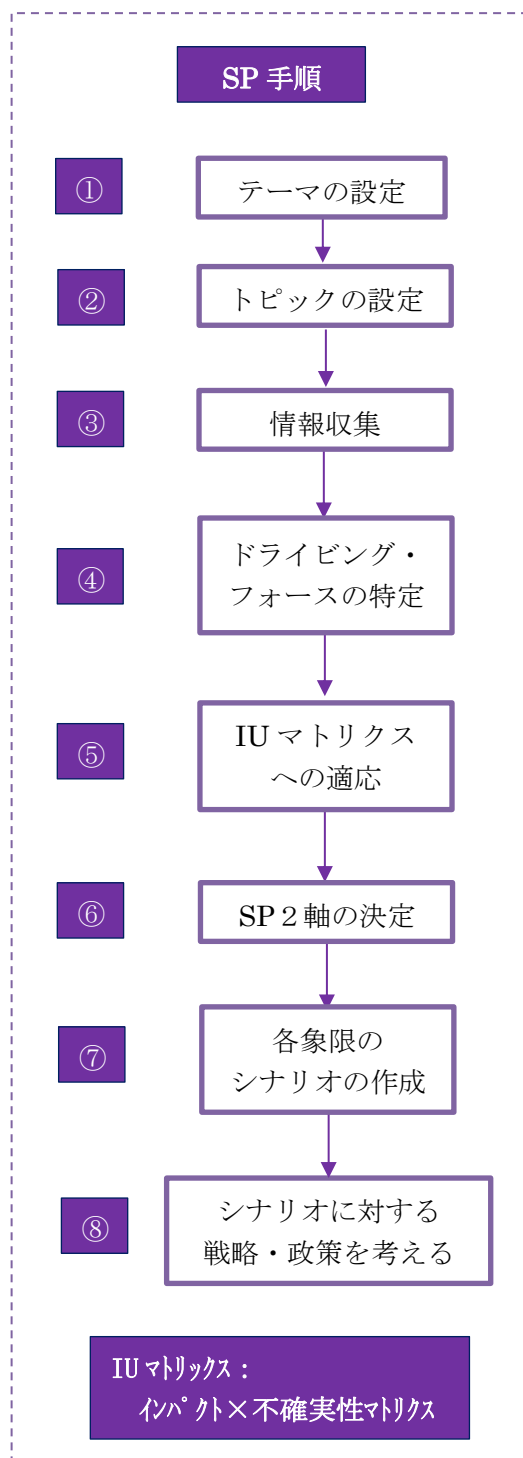 SP 手順
①
テーマの設定
②
トピックの設定
③
情報収集
④
ドライビング・
フォースの特定
⑤
IU マトリクス
への適応
⑥
SP２軸の決定
⑦
各象限の
シナリオの作成
⑧
シナリオに対する
戦略・政策を考える
IU ﾏﾄﾘｯｸｽ：
ｲﾝﾊﾟｸﾄ×不確実性ﾏﾄﾘｸｽ